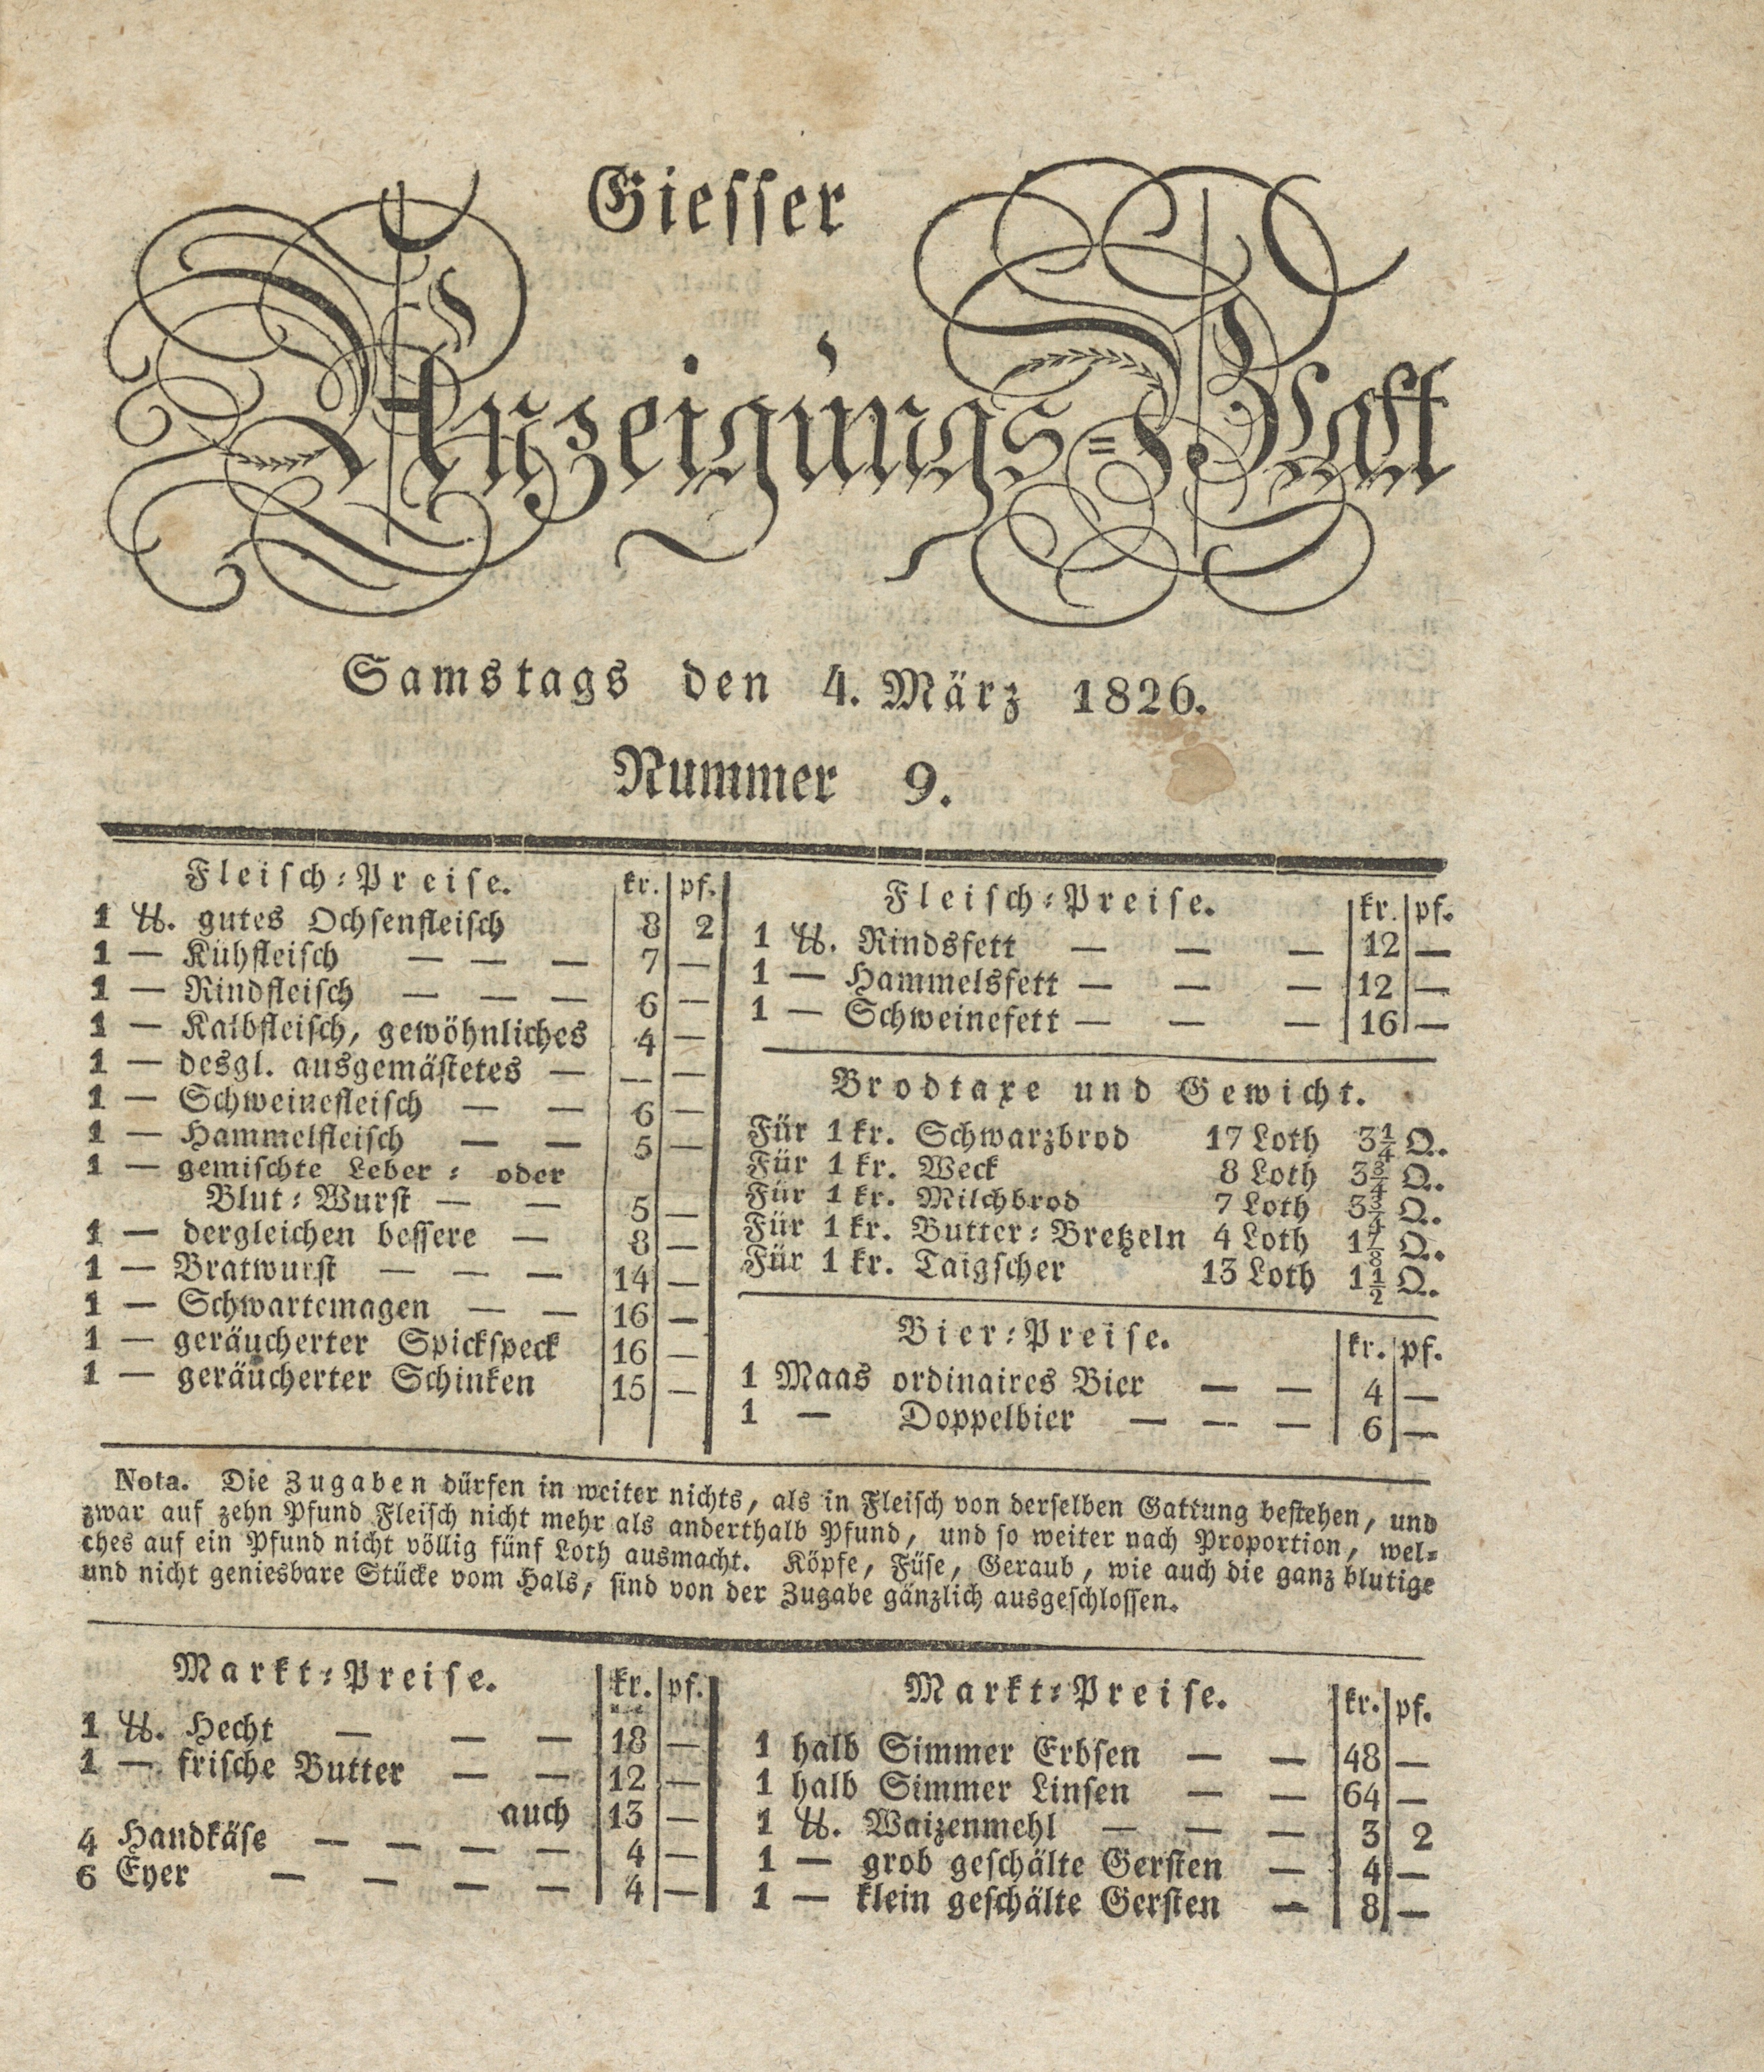 Giesser
Anzeigungs=Blatt
Samstags den 4. März 1826.
Nummer 9.
Fleisch=Preise. kr. pf.
1 ℔. gutes Ochsenfleisch 8 2
1 — Kühfleisch — — — 7 —
1 — Rindfleisch — — — 6 —
1 — Kalbfleisch, gewöhnliches 4 —
1 — desgl. ausgemästetes — — —
1 — Schweinefleisch — — 6 —
1 — Hammelfleisch — — 5 —
1 — gemischte Leber= oder
Blut=Wurst — — 5 —
1 — dergleichen bessere — 8 —
1 — Bratwurst — — — 14 —
1 — Schwartemagen — — 16 —
1 — geräucherter Spickspeck 16 —
1 — geräucherter Schinken 15 —
Fleisch=Preise. kr. pf.
1 ℔. Rindsfett — — — 12 —
1 — Hammelsfett — — — 12 —
1 — Schweinefett — — — 16 —
Brodtaxe und Gewicht.
Für 1 kr. Schwarzbrod 17 Loth 3¼ Q.
Für 1 kr. Weck 8 Loth 3¾ Q.
Für 1 kr. Milchbrod 7 Loth 3¾ Q.
Für 1 kr. Butter=Bretzeln 4 Loth 1⅞ Q.
Für 1 kr. Taigscher 13 Loth 1½ Q.
Bier=Preise. kr. pf.
1 Maas ordinaires Bier — — 4 —
1 — Doppelbier — — — 6 —
Nota. Die Zugaben dürfen in weiter nichts, als in Fleisch von derselben Gattung bestehen, und
zwar auf zehn Pfund Fleisch nicht mehr als anderthalb Pfund, und so weiter nach Proportion, wel=
ches auf ein Pfund nicht völlig fünf Loth ausmacht. Köpfe, Füse, Geraub, wie auch die ganz blutige
und nicht geniesbare Stücke vom Hals, sind von der Zugabe gänzlich ausgeschlossen.
Markt=Preise. kr. pf.
1 ℔. Hecht — — — 18 —
1 — frische Butter — — 12 —
auch 13 —
4 Handkäse — — — — 4 —
6 Eyer — — — — 4 —
Markt=Preise. kr. pf.
1 halb Simmer Erbsen — — 48 —
1 halb Simmer Linsen — — 64 —
1 ℔. Waizenmehl — — — 3 2
1 — grob geschälte Gersten — 4 —
1 — klein geschälte Gersten — 8 —